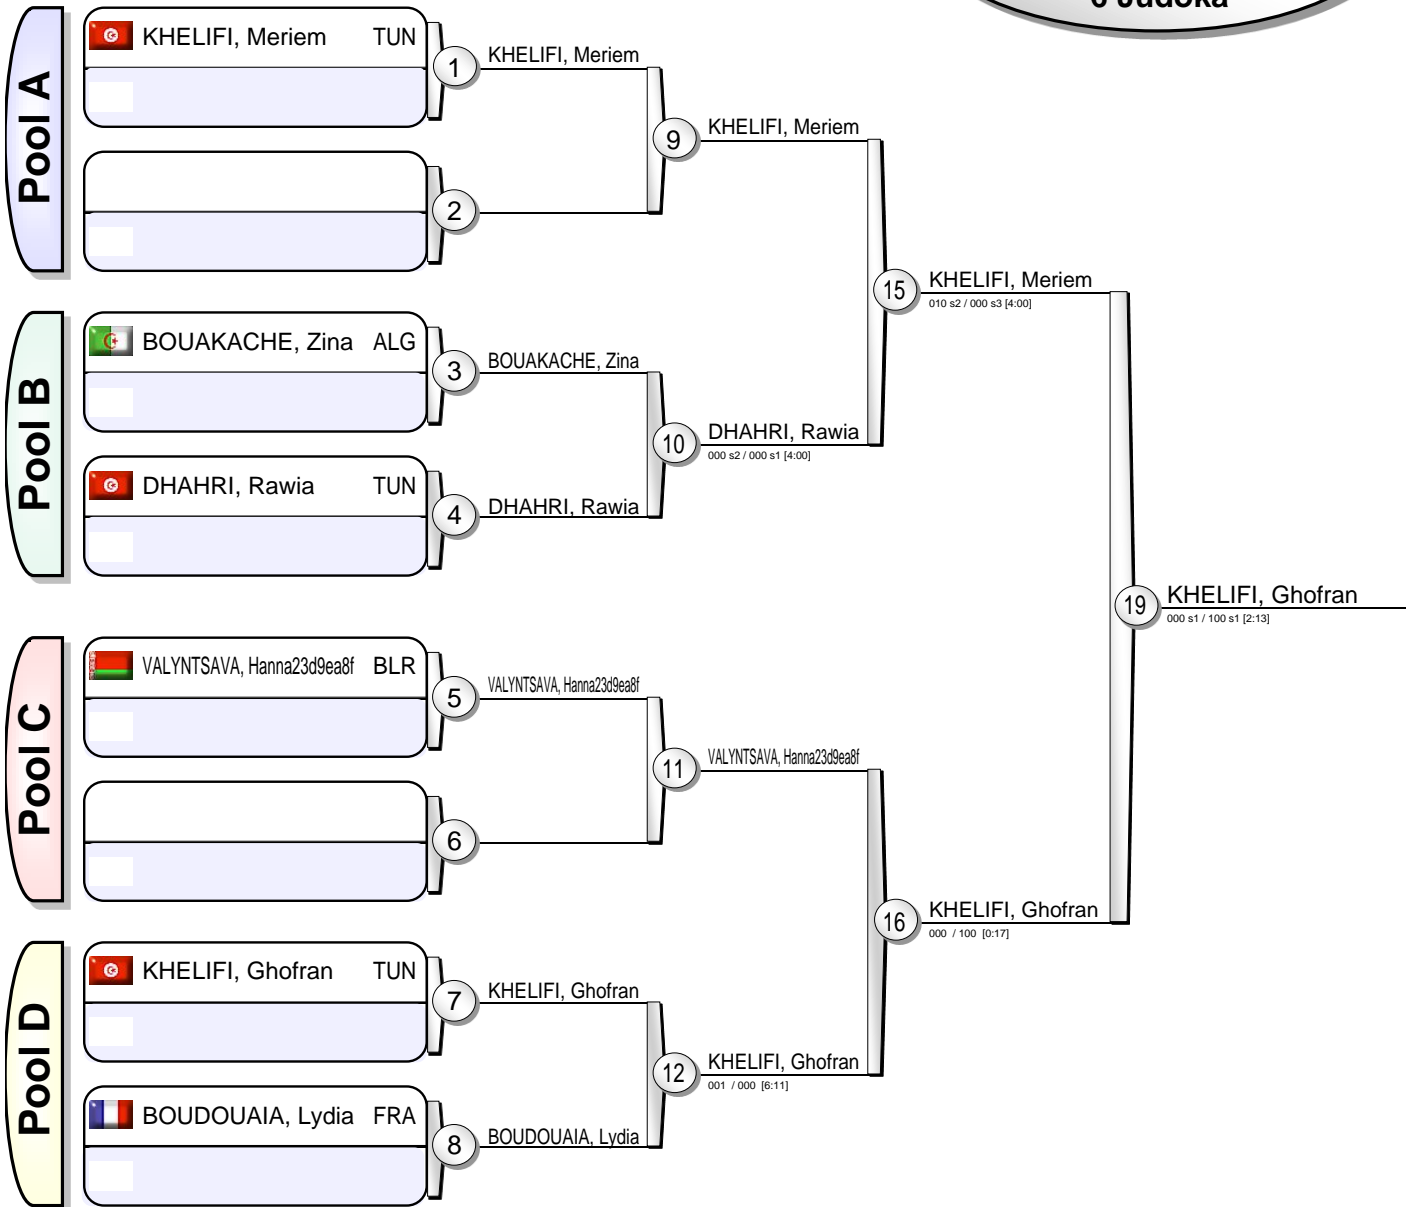 6 Judoka
Pool A
KHELIFI, Meriem TUN
1
KHELIFI, Meriem
2
9
KHELIFI, Meriem
Pool B
BOUAKACHE, Zina ALG
3
BOUAKACHE, Zina
DHAHRI, Rawia TUN
4
DHAHRI, Rawia
10
DHAHRI, Rawia
000 s2 / 000 s1 [4:00]
15
KHELIFI, Meriem
010 s2 / 000 s3 [4:00]
Pool C
VALYNTSAVA, Hanna23d9ea8f BLR
5
VALYNTSAVA, Hanna23d9ea8f
6
11
VALYNTSAVA, Hanna23d9ea8f
Pool D
KHELIFI, Ghofran TUN
7
KHELIFI, Ghofran
BOUDOUAIA, Lydia FRA
8
BOUDOUAIA, Lydia
12
KHELIFI, Ghofran
001 / 000 [6:11]
16
KHELIFI, Ghofran
000 / 100 [0:17]
19
KHELIFI, Ghofran
000 s1 / 100 s1 [2:13]